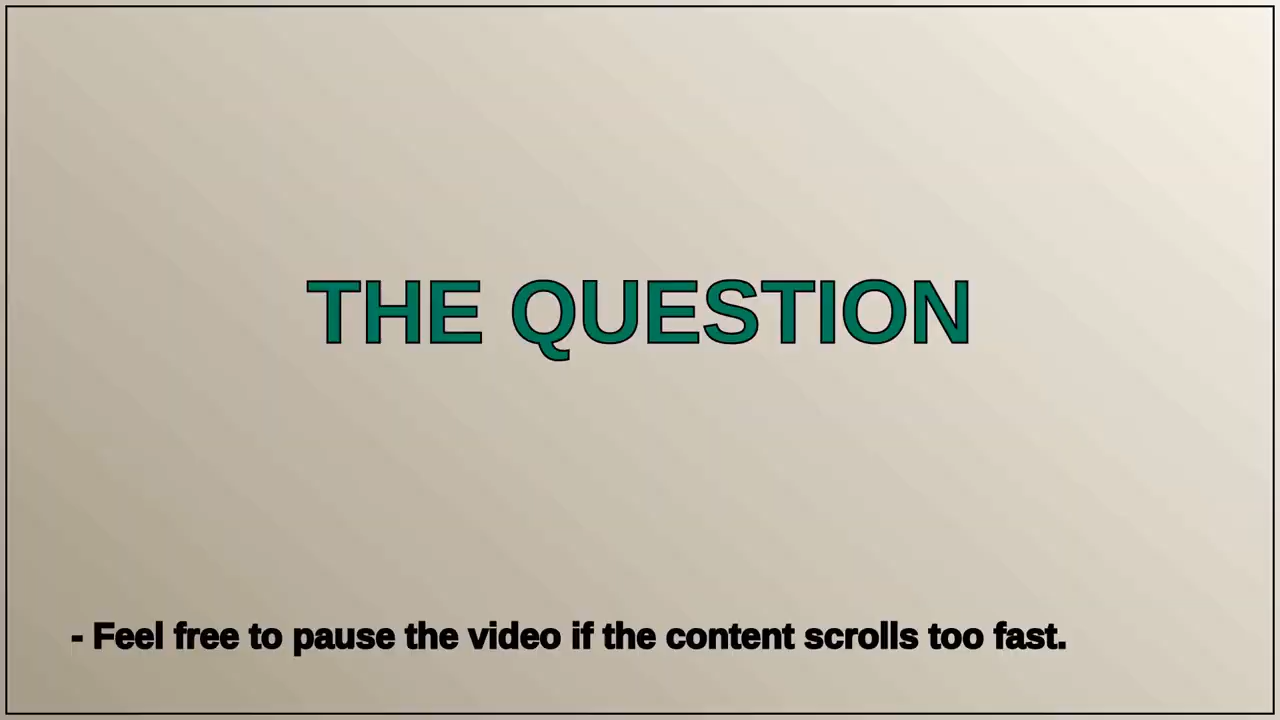 THE QUESTION
- Feel free to pause the video if the content scrolls too fast.